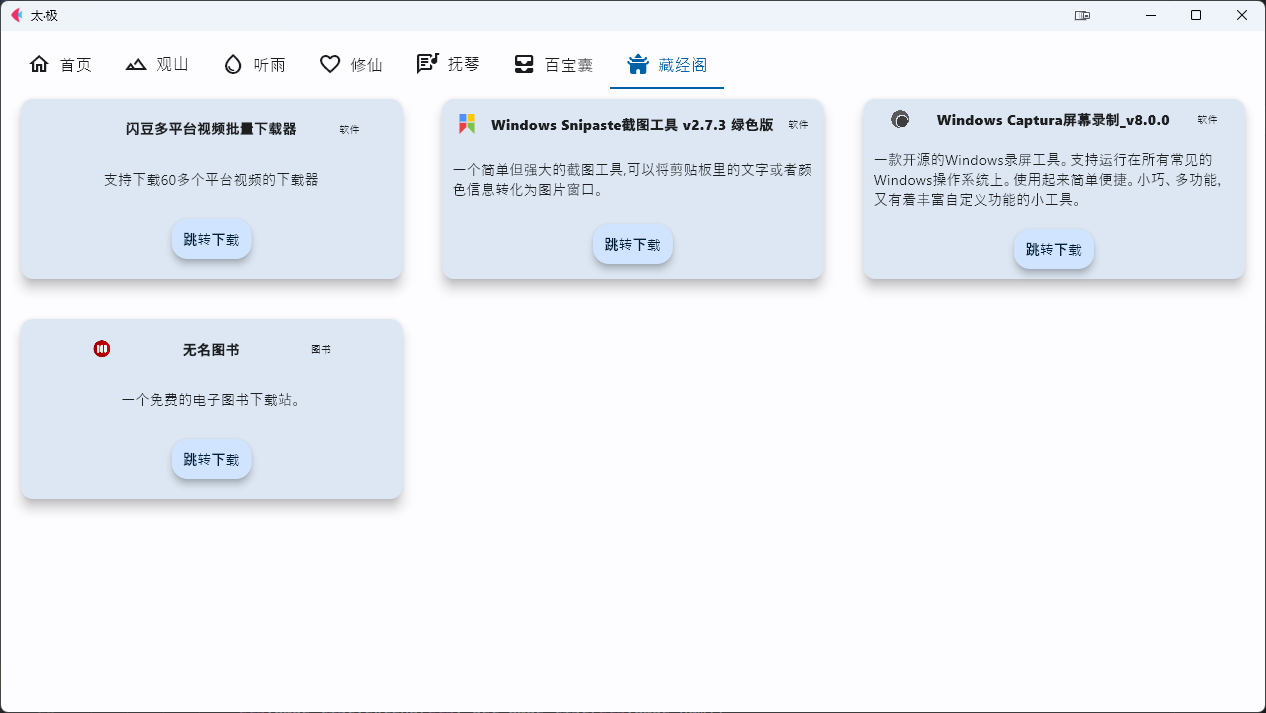 太·极
首页
观山
听雨
修仙
抚琴
百宝囊
藏经阁
闪豆多平台视频批量下载器
软件
支持下载60多个平台视频的下载器
跳转下载
Windows Snipaste截图工具 v2.7.3 绿色版
软件
一个简单但强大的截图工具,可以将剪贴板里的文字或者颜
色信息转化为图片窗口。
跳转下载
Windows Captura屏幕录制_v8.0.0
软件
一款开源的Windows录屏工具。支持运行在所有常见的
Windows操作系统上。使用起来简单便捷。小巧、多功能,
又有着丰富自定义功能的小工具。
跳转下载
无名图书
图书
一个免费的电子图书下载站。
跳转下载